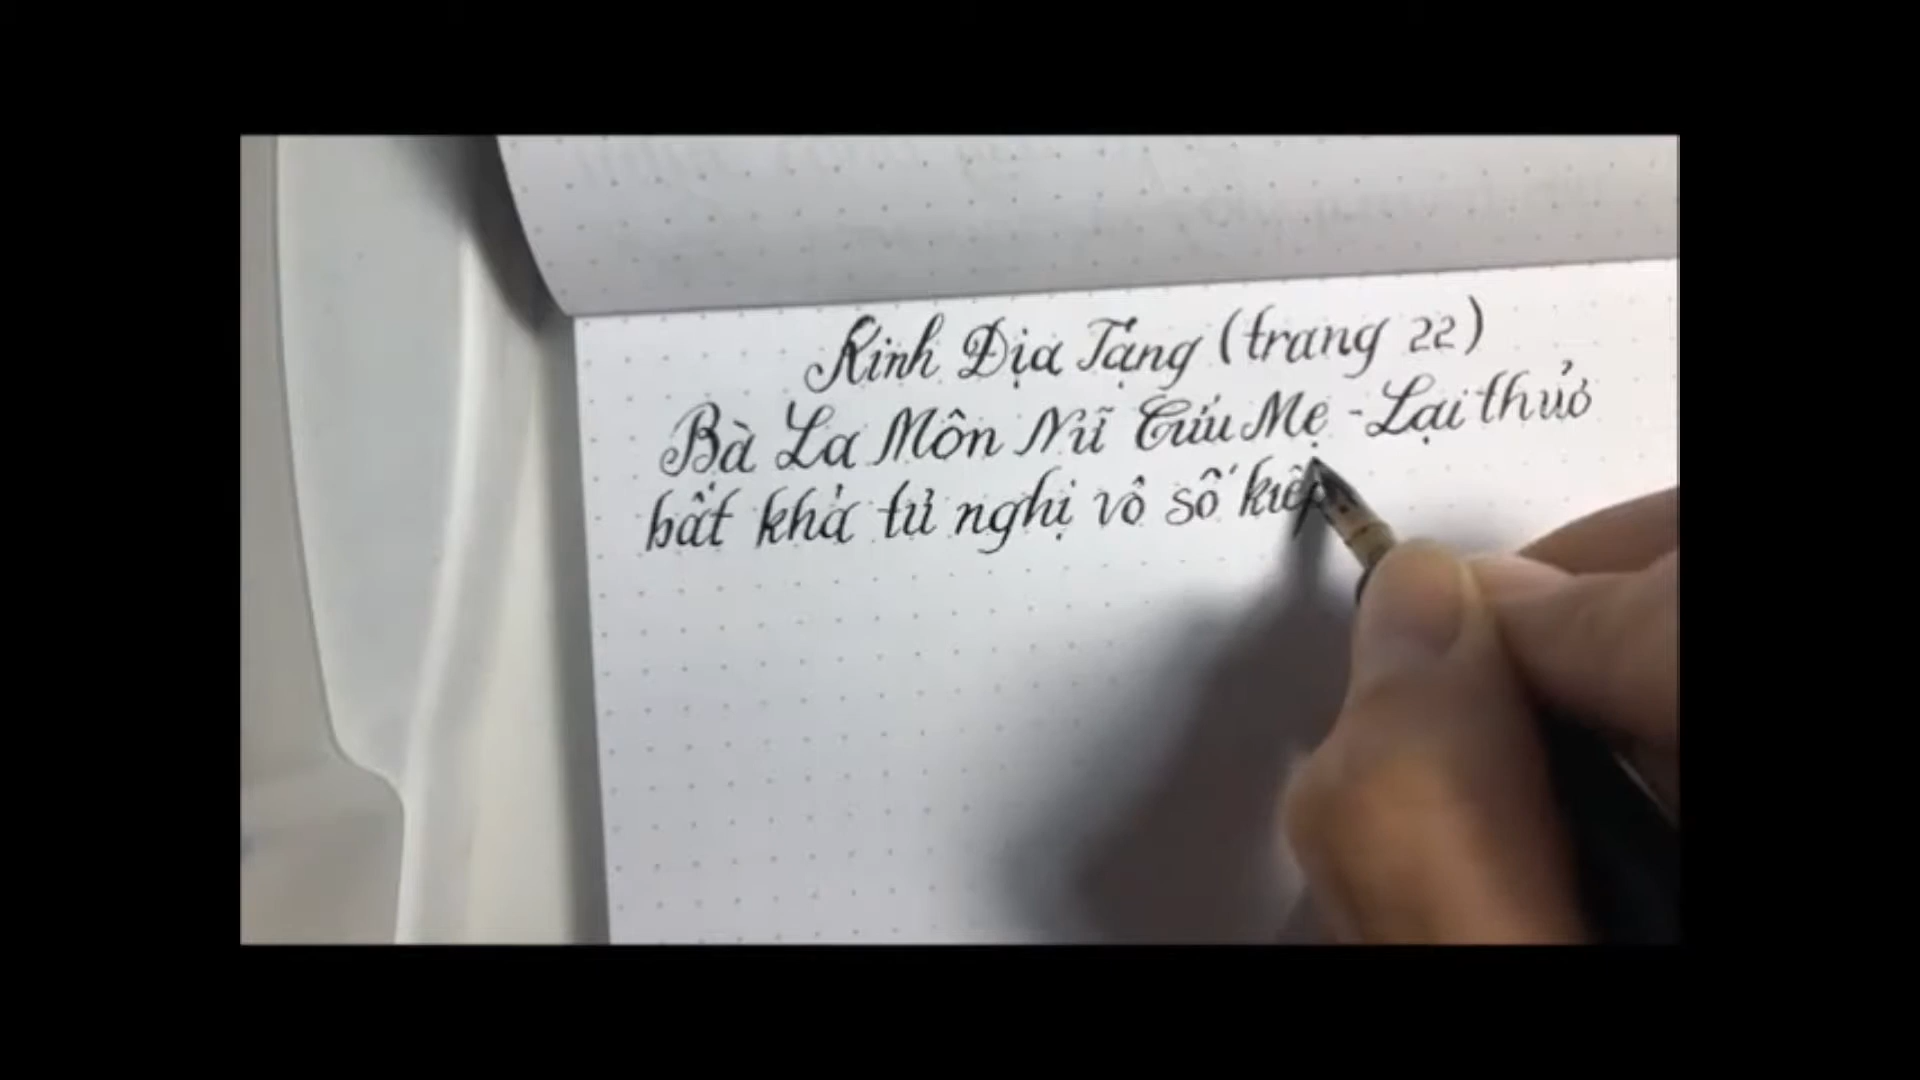 Kinh Địa Tạng (trang 22)
Bà La Môn Nữ Cứu Mẹ - Lại thuở
bất khả tư nghị vô số kiếp